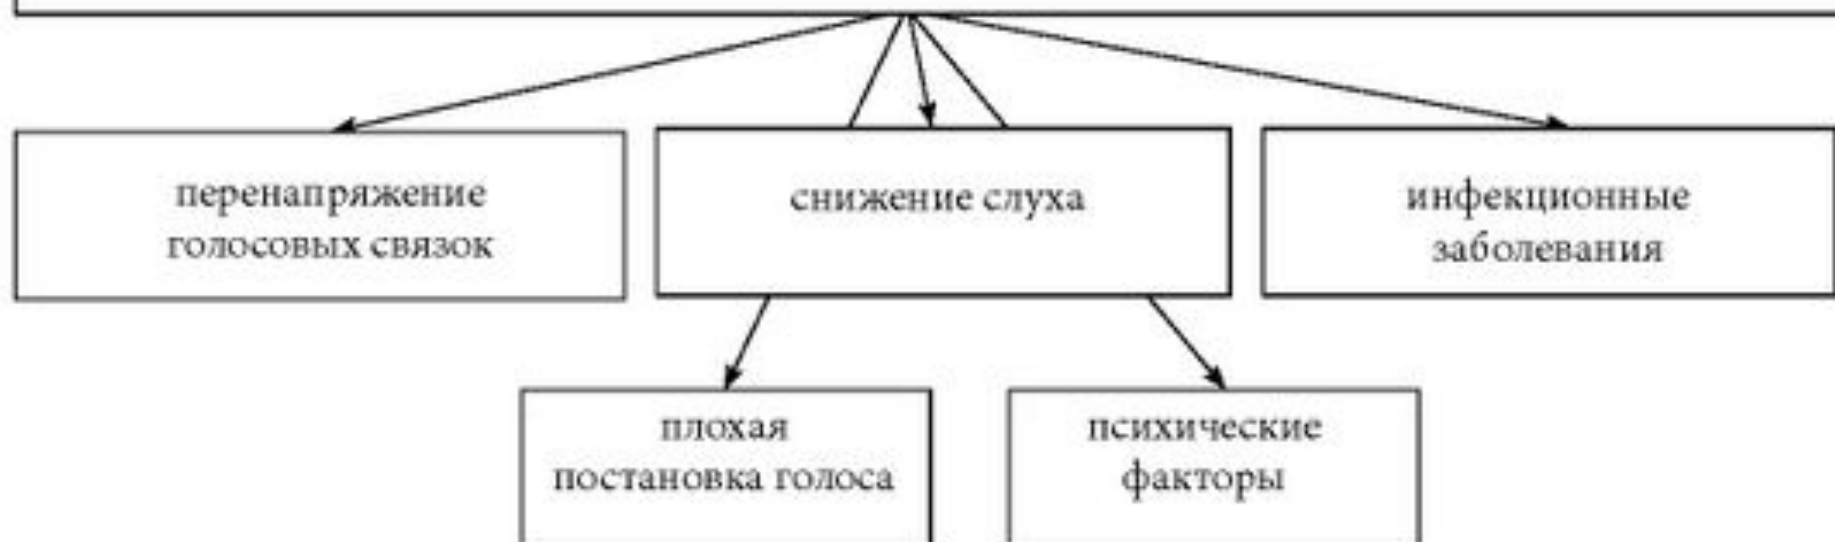 перенапряжение
голосовых связок
снижение слуха
инфекционные
заболевания
плохая
постановка голоса
психические
факторы